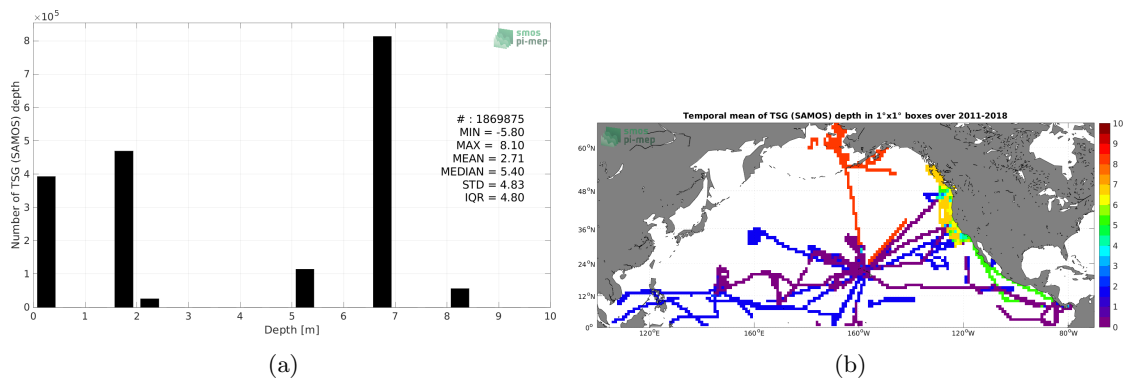 ×10⁵
8
7
6
5
4
3
2
1
0
Number of TSG (SAMOS) depth
smos
pi-mep
# : 1869875
MIN = -5.80
MAX = 8.10
MEAN = 2.71
MEDIAN = 5.40
STD = 4.83
IQR = 4.80
0 1 2 3 4 5 6 7 8 9 10
Depth [m]
(a)
Temporal mean of TSG (SAMOS) depth in 1°x1° boxes over 2011-2018
smos
pi-mep
60°N
48°N
36°N
24°N
12°N
0°
120°E 160°E 160°W 120°W 80°W
10
9
8
7
6
5
4
3
2
1
0
(b)